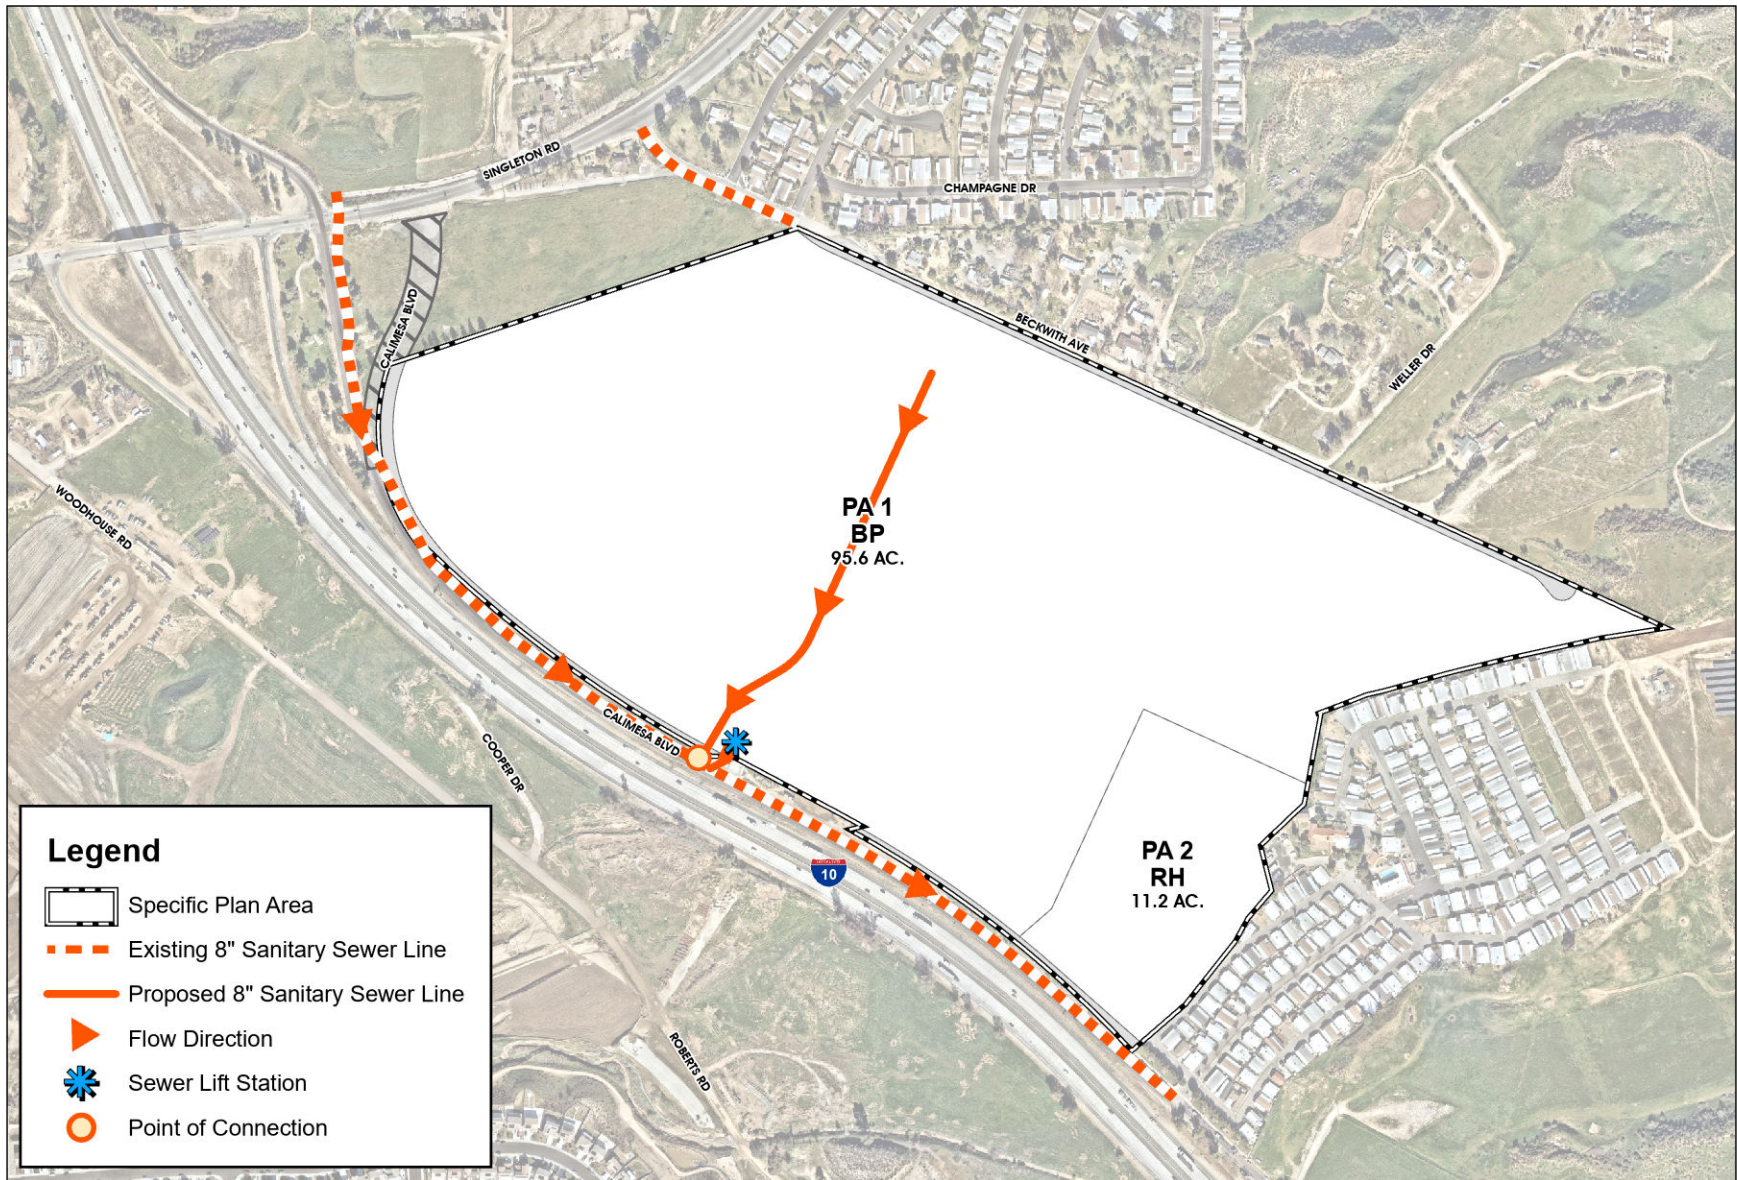 SINGLETON RD
CHAMPAGNE DR
CALIMESA BLVD
BECKWITH AVE
WELLER DR
WOODHOUSE RD
PA 1
BP
95.6 AC.
CALIMESA BLVD
COOPER DR
10
PA 2
RH
11.2 AC.
ROBERTS RD
Legend
Specific Plan Area
Existing 8" Sanitary Sewer Line
Proposed 8" Sanitary Sewer Line
Flow Direction
Sewer Lift Station
Point of Connection